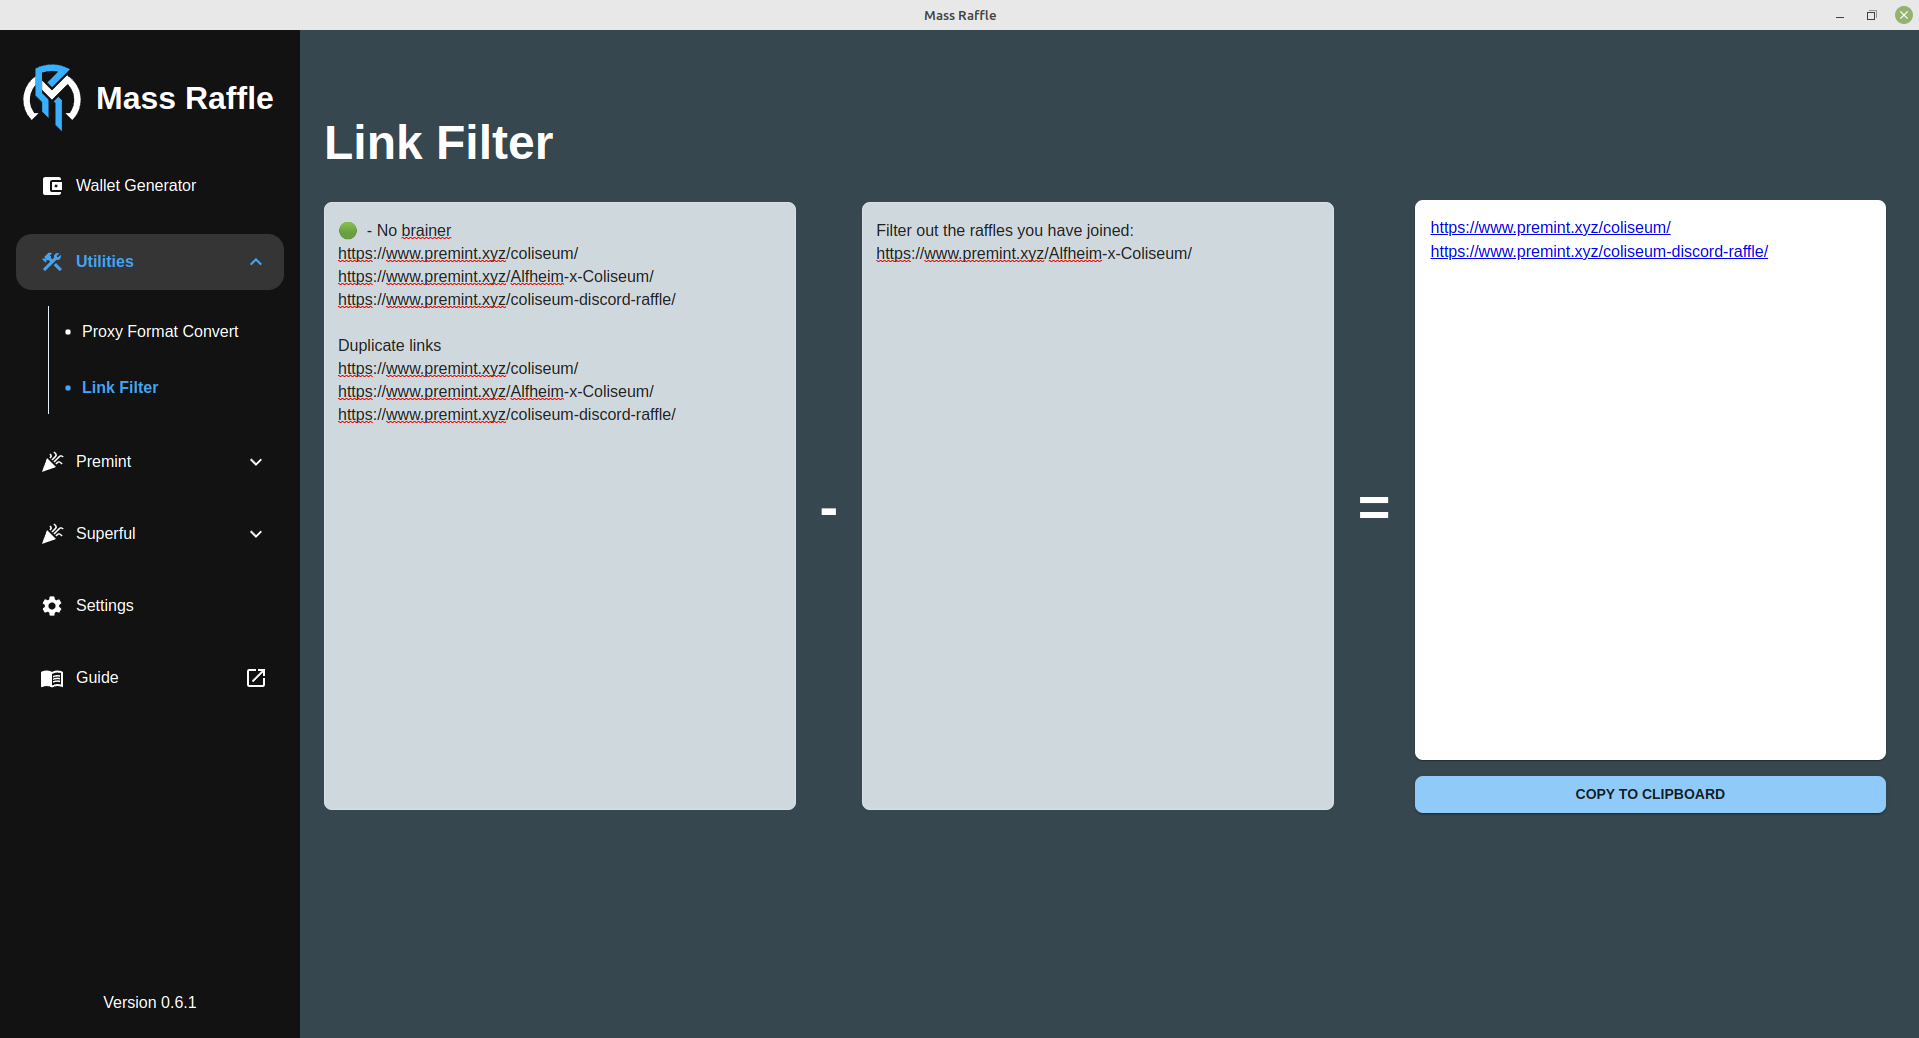 Mass Raffle
Mass Raffle
Wallet Generator
Utilities
Proxy Format Convert
Link Filter
Premint
Superful
Settings
Guide
Version 0.6.1
Link Filter
- No brainer
https://www.premint.xyz/coliseum/
https://www.premint.xyz/Alfheim-x-Coliseum/
https://www.premint.xyz/coliseum-discord-raffle/
Duplicate links
https://www.premint.xyz/coliseum/
https://www.premint.xyz/Alfheim-x-Coliseum/
https://www.premint.xyz/coliseum-discord-raffle/
-
Filter out the raffles you have joined:
https://www.premint.xyz/Alfheim-x-Coliseum/
=
https://www.premint.xyz/coliseum/
https://www.premint.xyz/coliseum-discord-raffle/
COPY TO CLIPBOARD